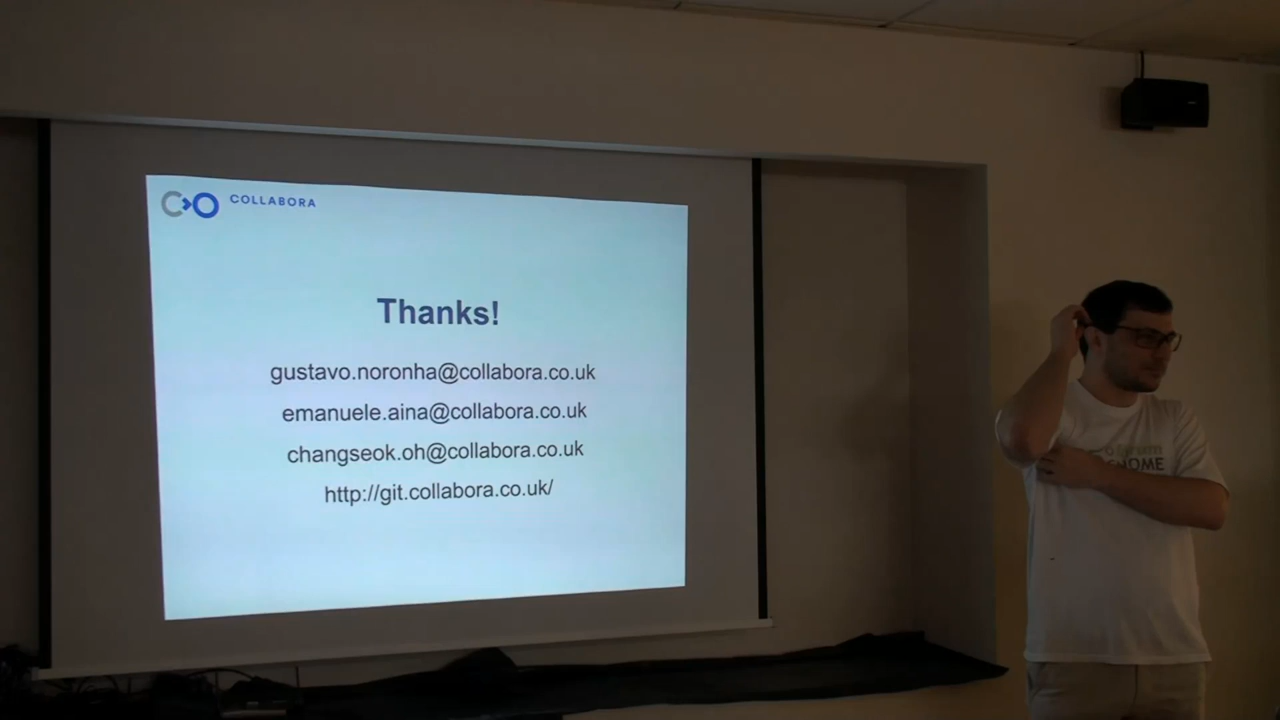 COLLABORA
Thanks!
gustavo.noronha@collabora.co.uk
emanuele.aina@collabora.co.uk
changseok.oh@collabora.co.uk
http://git.collabora.co.uk/